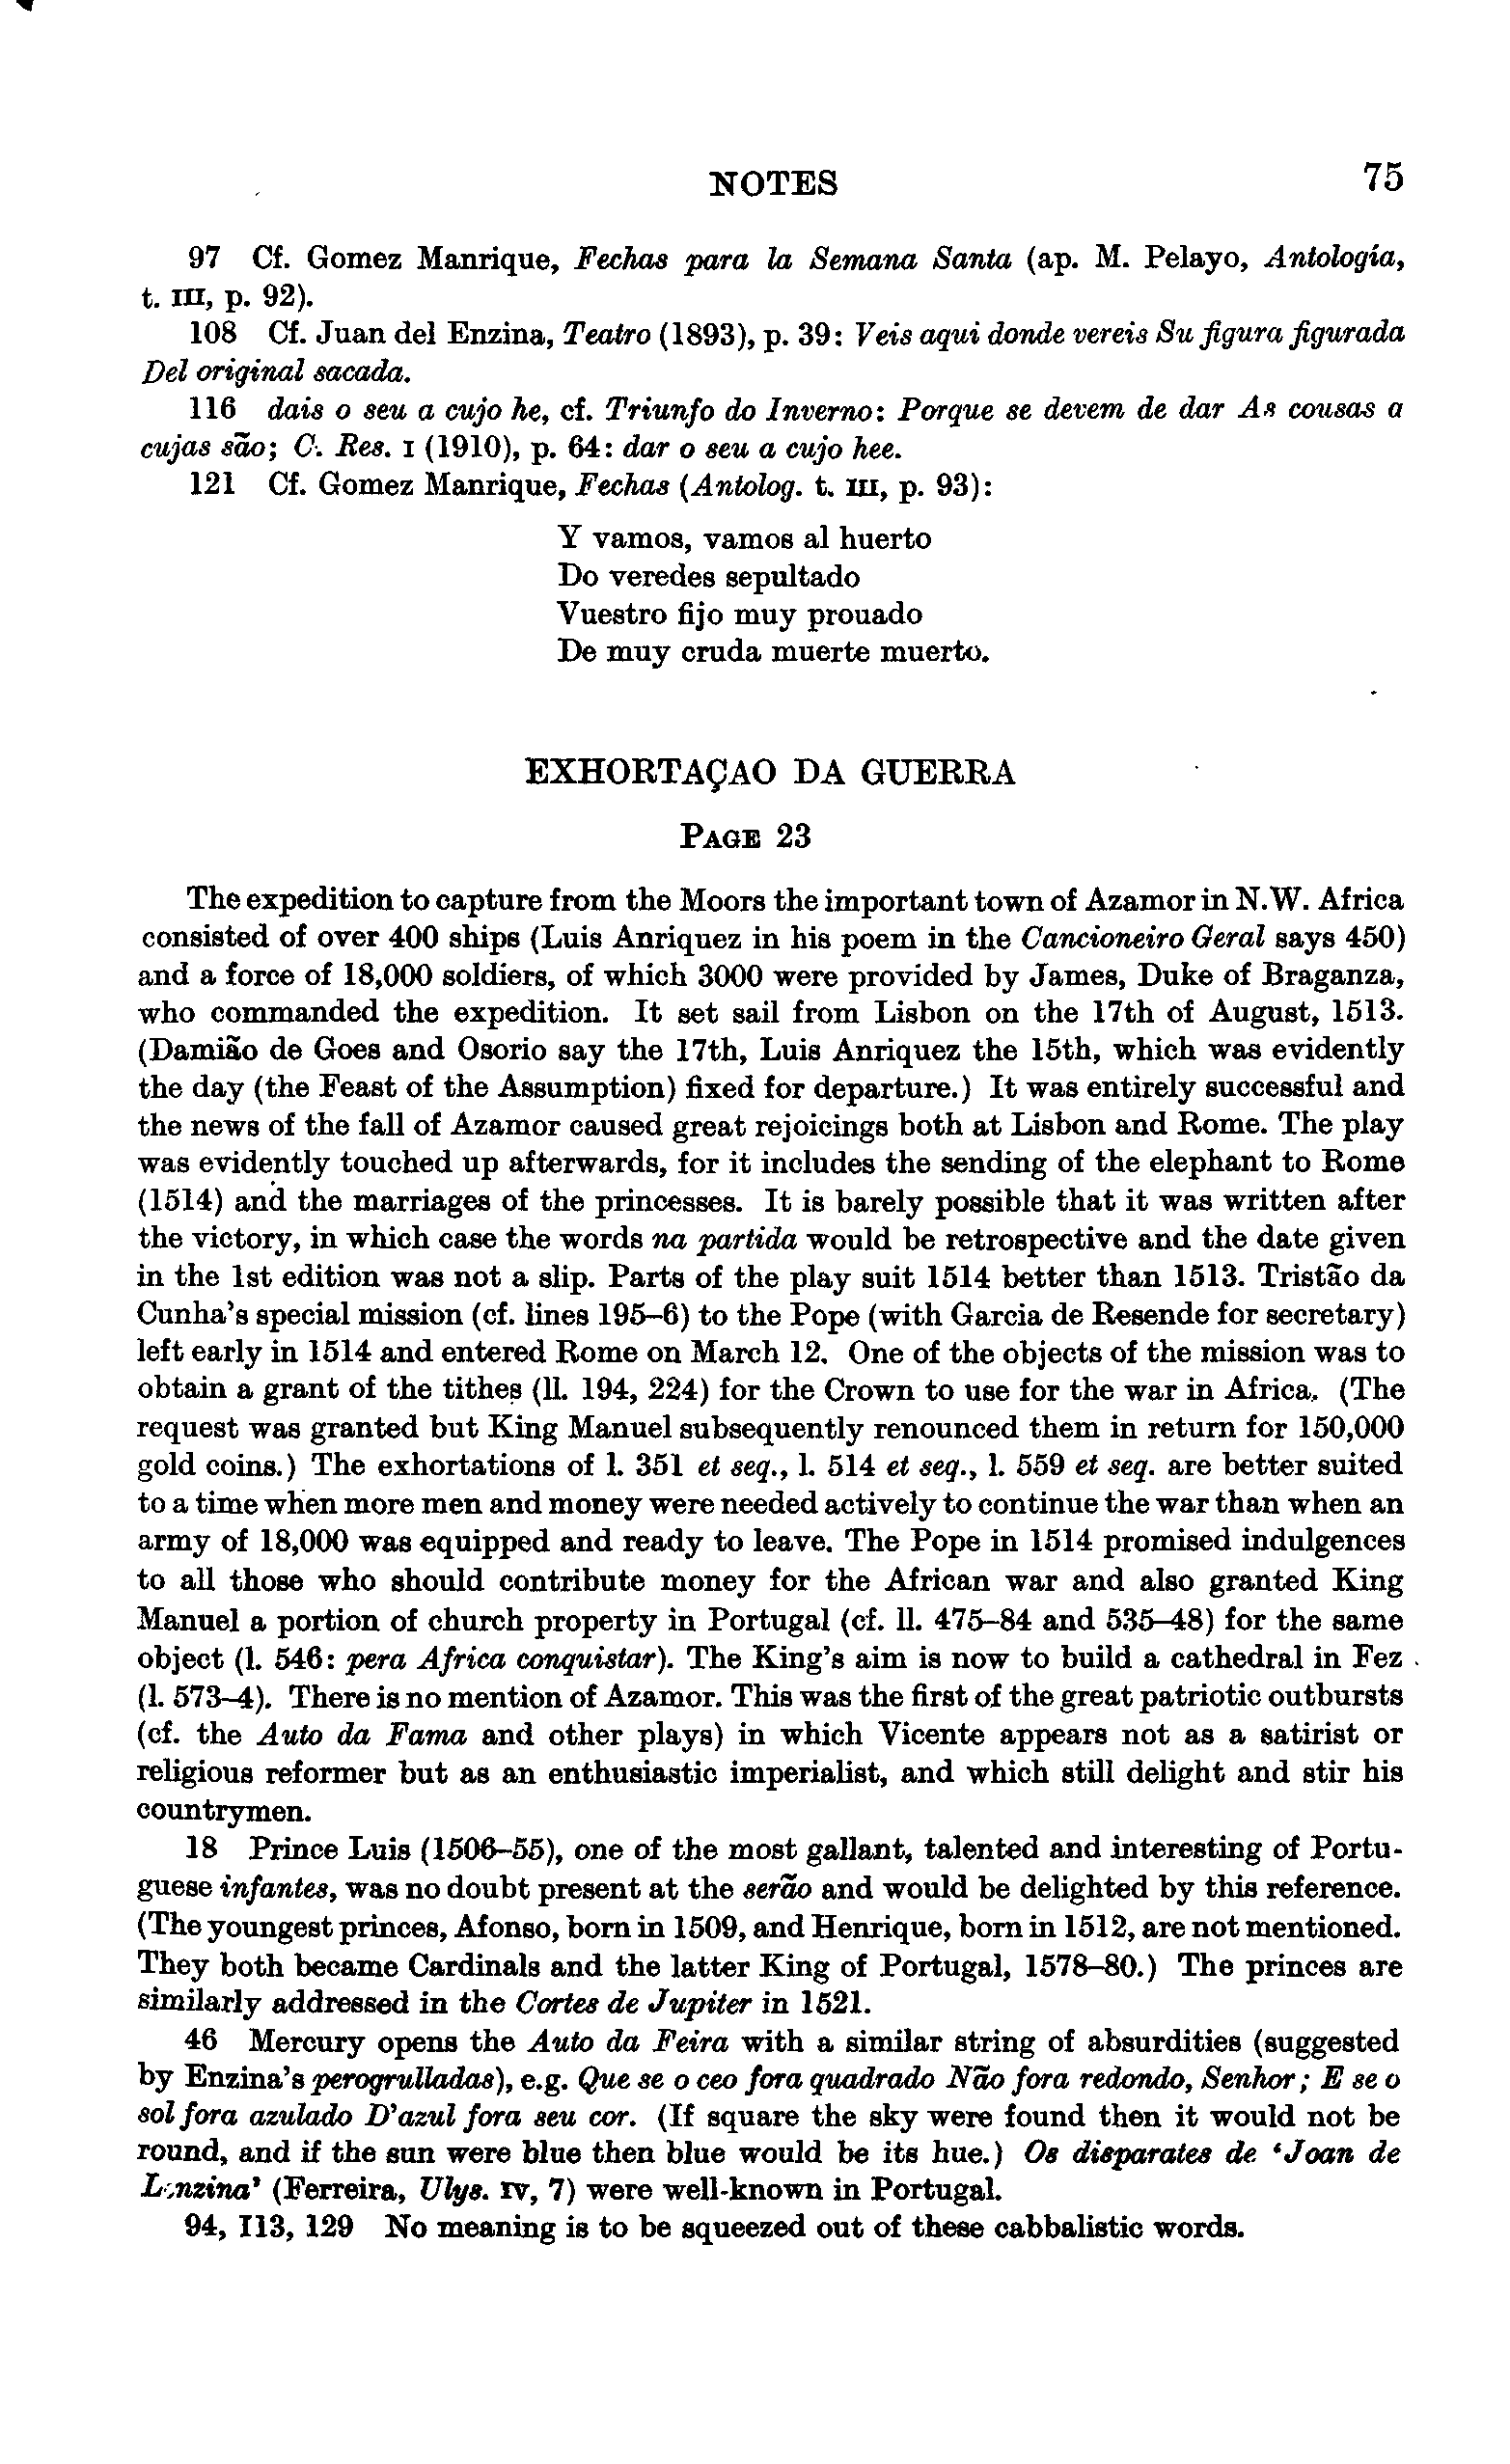 NOTES 75
97 Cf. Gomez Manrique, Fechas para la Semana Santa (ap. M. Pelayo, Antología,
t. III, p. 92).
108 Cf. Juan del Enzina, Teatro (1893), p. 39: Veis aqui donde vereis Su figura figurada
Del original sacada.
116 dais o seu a cujo he, cf. Triunfo do Inverno: Porque se devem de dar As cousas a
cujas são; C. Res. I (1910), p. 64: dar o seu a cujo hee.
121 Cf. Gomez Manrique, Fechas (Antolog. t. III, p. 93):
Y vamos, vamos al huerto
Do veredes sepultado
Vuestro fijo muy prouado
De muy cruda muerte muerto.
EXHORTAÇAO DA GUERRA
PAGE 23
The expedition to capture from the Moors the important town of Azamor in N.W. Africa
consisted of over 400 ships (Luis Anriquez in his poem in the Cancioneiro Geral says 450)
and a force of 18,000 soldiers, of which 3000 were provided by James, Duke of Braganza,
who commanded the expedition. It set sail from Lisbon on the 17th of August, 1513.
(Damião de Goes and Osorio say the 17th, Luis Anriquez the 15th, which was evidently
the day (the Feast of the Assumption) fixed for departure.) It was entirely successful and
the news of the fall of Azamor caused great rejoicings both at Lisbon and Rome. The play
was evidently touched up afterwards, for it includes the sending of the elephant to Rome
(1514) and the marriages of the princesses. It is barely possible that it was written after
the victory, in which case the words na partida would be retrospective and the date given
in the 1st edition was not a slip. Parts of the play suit 1514 better than 1513. Tristão da
Cunha's special mission (cf. lines 195–6) to the Pope (with Garcia de Resende for secretary)
left early in 1514 and entered Rome on March 12. One of the objects of the mission was to
obtain a grant of the tithes (ll. 194, 224) for the Crown to use for the war in Africa. (The
request was granted but King Manuel subsequently renounced them in return for 150,000
gold coins.) The exhortations of l. 351 et seq., l. 514 et seq., l. 559 et seq. are better suited
to a time when more men and money were needed actively to continue the war than when an
army of 18,000 was equipped and ready to leave. The Pope in 1514 promised indulgences
to all those who should contribute money for the African war and also granted King
Manuel a portion of church property in Portugal (cf. ll. 475–84 and 535–48) for the same
object (l. 546: pera Africa conquistar). The King's aim is now to build a cathedral in Fez
(l. 573–4). There is no mention of Azamor. This was the first of the great patriotic outbursts
(cf. the Auto da Fama and other plays) in which Vicente appears not as a satirist or
religious reformer but as an enthusiastic imperialist, and which still delight and stir his
countrymen.
18 Prince Luis (1506–55), one of the most gallant, talented and interesting of Portu-
guese infantes, was no doubt present at the serão and would be delighted by this reference.
(The youngest princes, Afonso, born in 1509, and Henrique, born in 1512, are not mentioned.
They both became Cardinals and the latter King of Portugal, 1578–80.) The princes are
similarly addressed in the Cortes de Jupiter in 1521.
46 Mercury opens the Auto da Feira with a similar string of absurdities (suggested
by Enzina's perogrulladas), e.g. Que se o ceo fora quadrado Não fora redondo, Senhor; E se o
sol fora azulado D'azul fora seu cor. (If square the sky were found then it would not be
round, and if the sun were blue then blue would be its hue.) Os disparates de 'Joan de
Lenzina' (Ferreira, Ulys. IV, 7) were well-known in Portugal.
94, 113, 129 No meaning is to be squeezed out of these cabbalistic words.